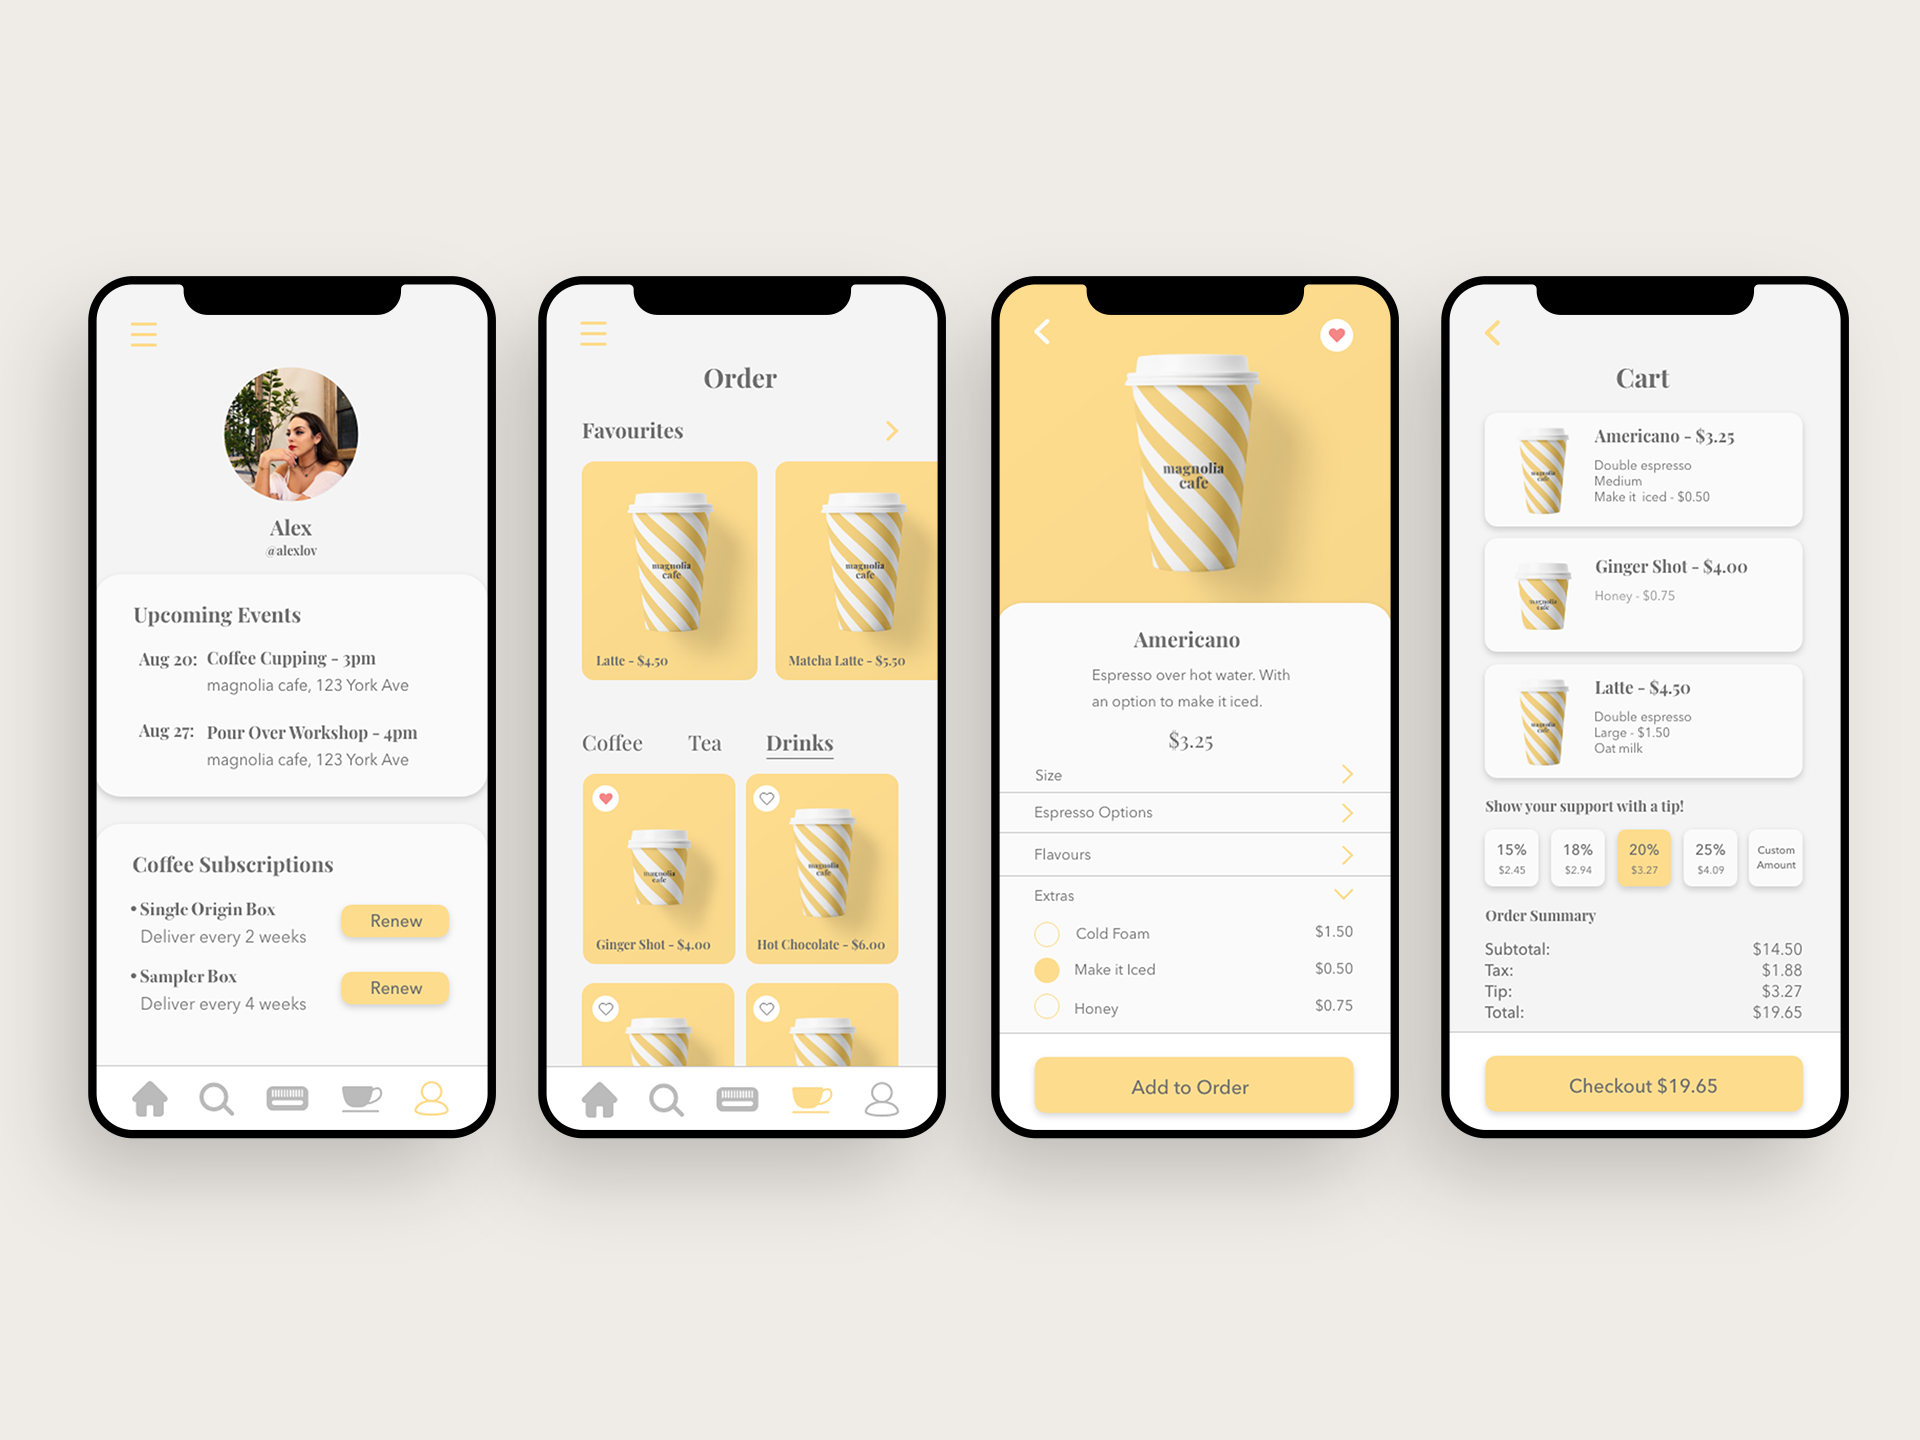 Alex
@alexlov
Upcoming Events
Aug 20: Coffee Cupping - 3pm
magnolia cafe, 123 York Ave
Aug 27: Pour Over Workshop - 4pm
magnolia cafe, 123 York Ave
Coffee Subscriptions
• Single Origin Box
Deliver every 2 weeks
Renew
• Sampler Box
Deliver every 4 weeks
Renew
Order
Favourites
magnolia
cafe
Latte - $4.50
magnolia
cafe
Matcha Latte - $5.50
Coffee Tea Drinks
magnolia
cafe
Ginger Shot - $4.00
magnolia
cafe
Hot Chocolate - $6.00
magnolia
cafe
Americano
Espresso over hot water. With
an option to make it iced.
$3.25
Size
Espresso Options
Flavours
Extras
Cold Foam $1.50
Make it Iced $0.50
Honey $0.75
Add to Order
Cart
magnolia
cafe
Americano - $3.25
Double espresso
Medium
Make it iced - $0.50
magnolia
cafe
Ginger Shot - $4.00
Honey - $0.75
magnolia
cafe
Latte - $4.50
Double espresso
Large - $1.50
Oat milk
Show your support with a tip!
15% 18% 20% 25% Custom
$2.45 $2.94 $3.27 $4.09 Amount
Order Summary
Subtotal: $14.50
Tax: $1.88
Tip: $3.27
Total: $19.65
Checkout $19.65